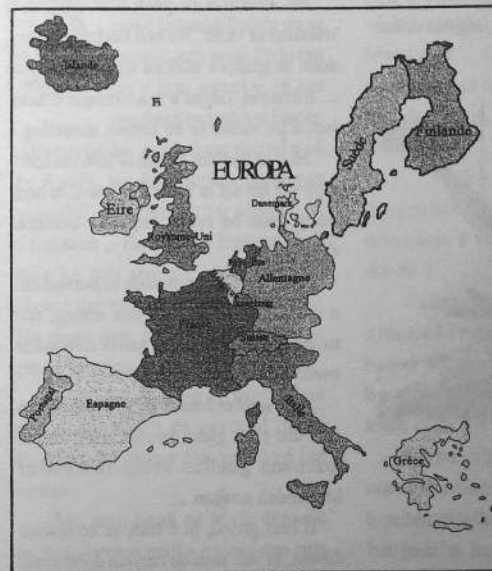 Islande
Finlande
Suède
EUROPA
Danemark
Eire
Royaume-Uni
Allemagne
France
Suisse
Italie
Portugal
Espagne
Grèce